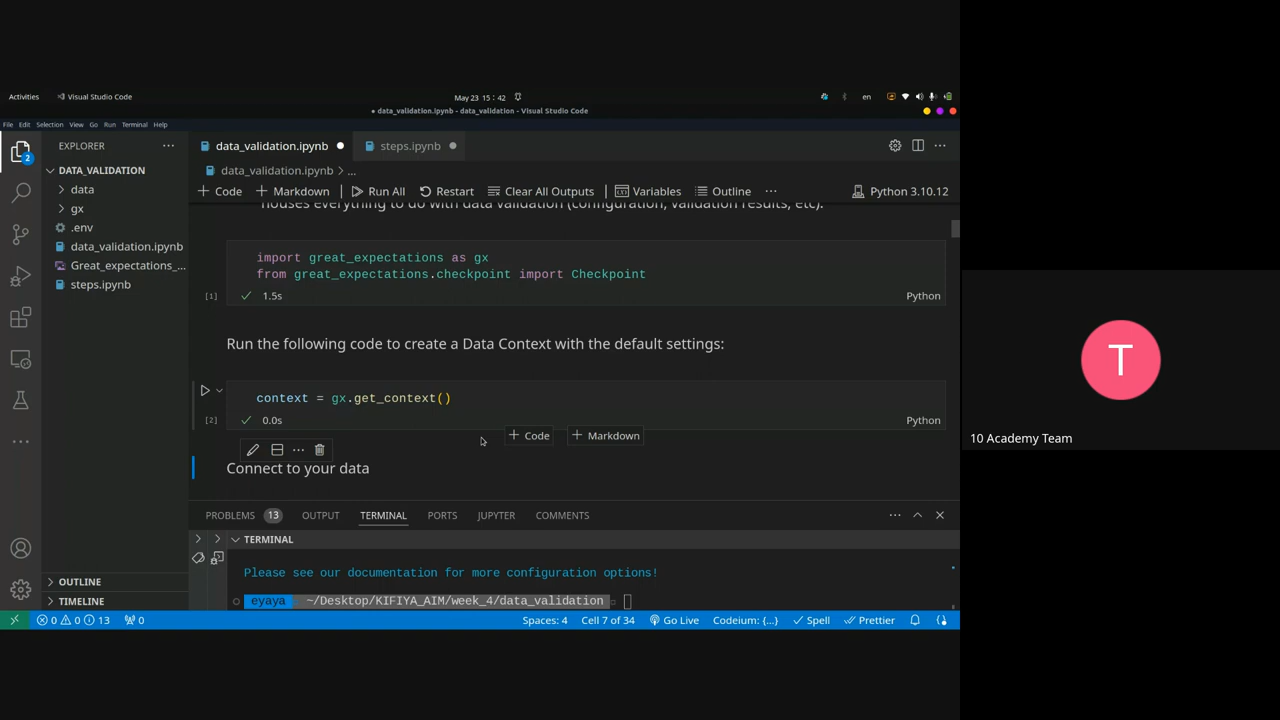 Activities
Visual Studio Code
May 23 15:42
en
data_validation.ipynb - data_validation - Visual Studio Code
File Edit Selection View Go Run Terminal Help
EXPLORER
data_validation.ipynb
steps.ipynb
DATA_VALIDATION
data_validation.ipynb > ...
data
+ Code + Markdown Run All Restart Clear All Outputs Variables Outline ... Python 3.10.12
gx
houses everything to do with data validation (configuration, validation results, etc).
.env
data_validation.ipynb
Great_expectations_...
steps.ipynb
import great_expectations as gx
from great_expectations.checkpoint import Checkpoint
[1] 1.5s Python
Run the following code to create a Data Context with the default settings:
context = gx.get_context()
[2] 0.0s Python
+ Code + Markdown
Connect to your data
PROBLEMS 13 OUTPUT TERMINAL PORTS JUPYTER COMMENTS
TERMINAL
Please see our documentation for more configuration options!
eyaya ~/Desktop/KIFIYA_AIM/week_4/data_validation
OUTLINE
TIMELINE
0 0 13 0 Spaces: 4 Cell 7 of 34 Go Live Codeium: {...} Spell Prettier
2
T
10 Academy Team